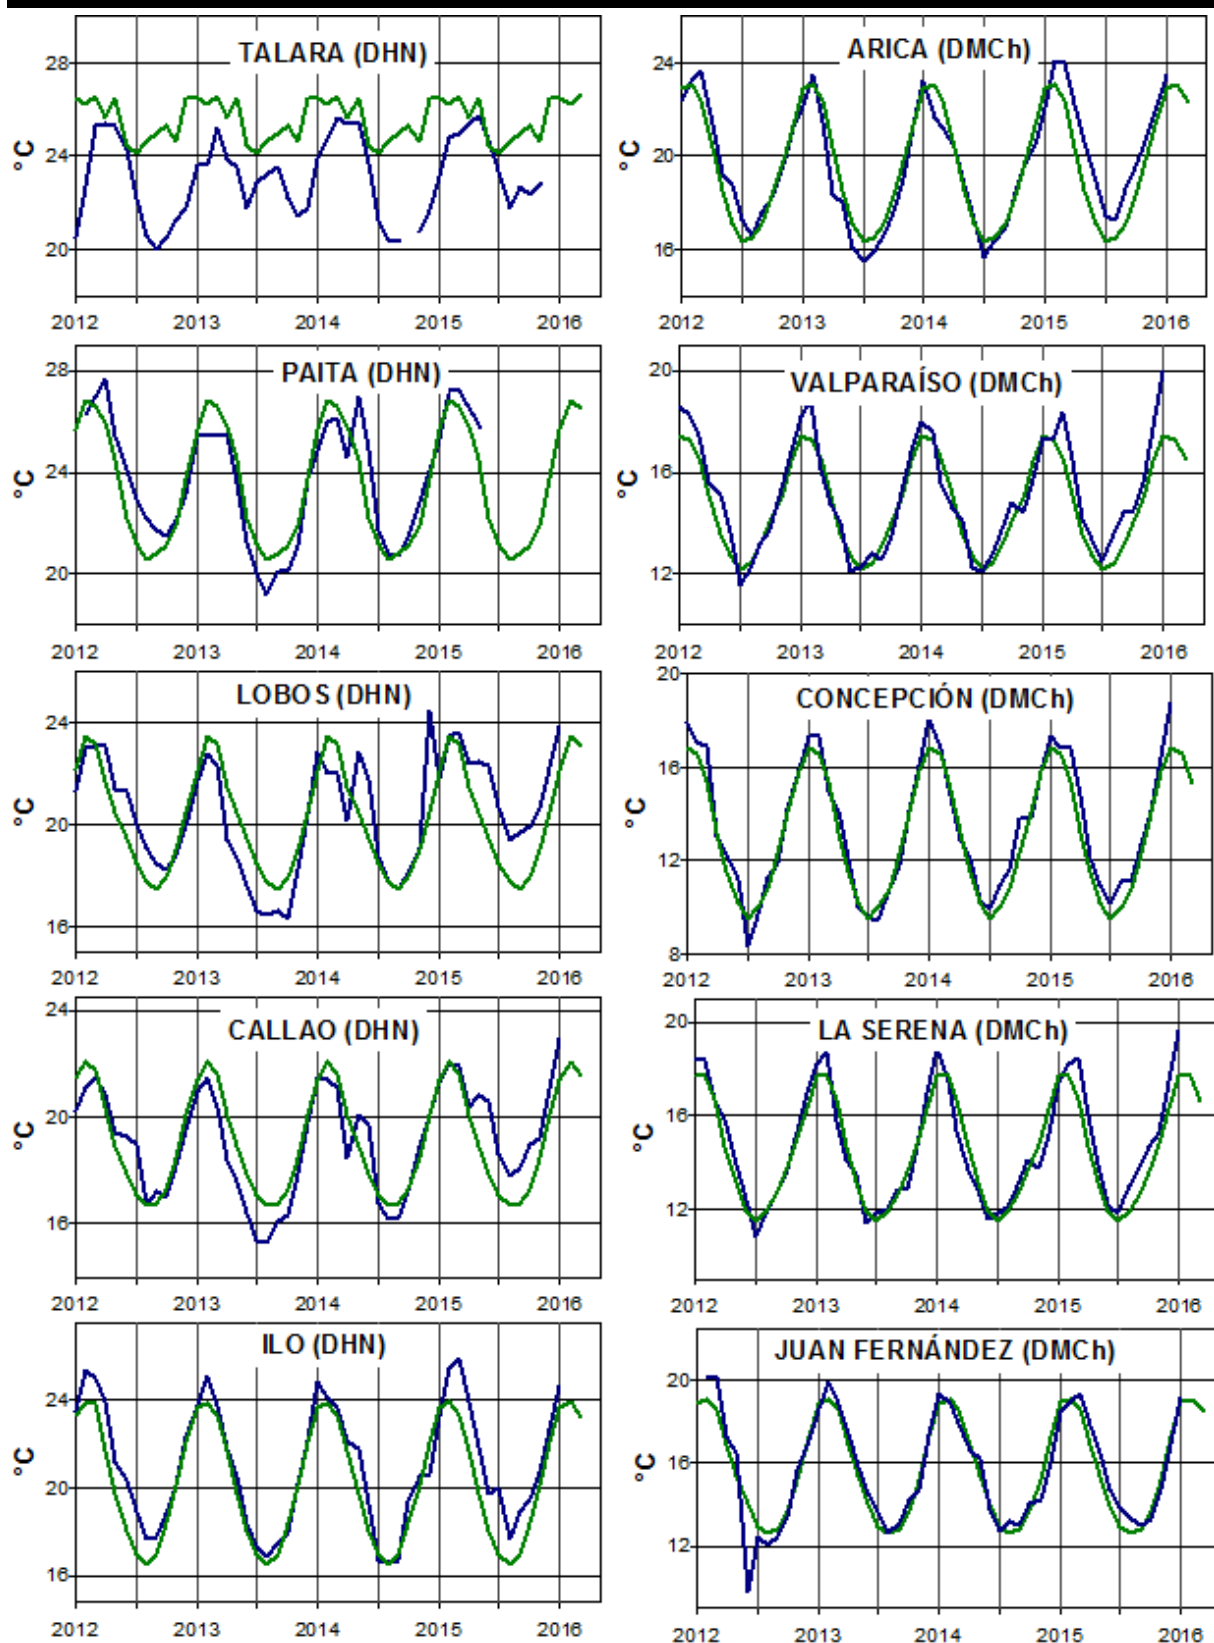 TALARA (DHN)
°C
28
24
20
2012 2013 2014 2015 2016
ARICA (DMCh)
°C
24
20
16
2012 2013 2014 2015 2016
PAITA (DHN)
°C
28
24
20
2012 2013 2014 2015 2016
VALPARAÍSO (DMCh)
°C
20
16
12
2012 2013 2014 2015 2016
LOBOS (DHN)
°C
24
20
16
2012 2013 2014 2015 2016
CONCEPCIÓN (DMCh)
°C
20
16
12
8
2012 2013 2014 2015 2016
CALLAO (DHN)
°C
24
20
16
2012 2013 2014 2015 2016
LA SERENA (DMCh)
°C
20
16
12
2012 2013 2014 2015 2016
ILO (DHN)
°C
24
20
16
2012 2013 2014 2015 2016
JUAN FERNÁNDEZ (DMCh)
°C
20
16
12
2012 2013 2014 2015 2016